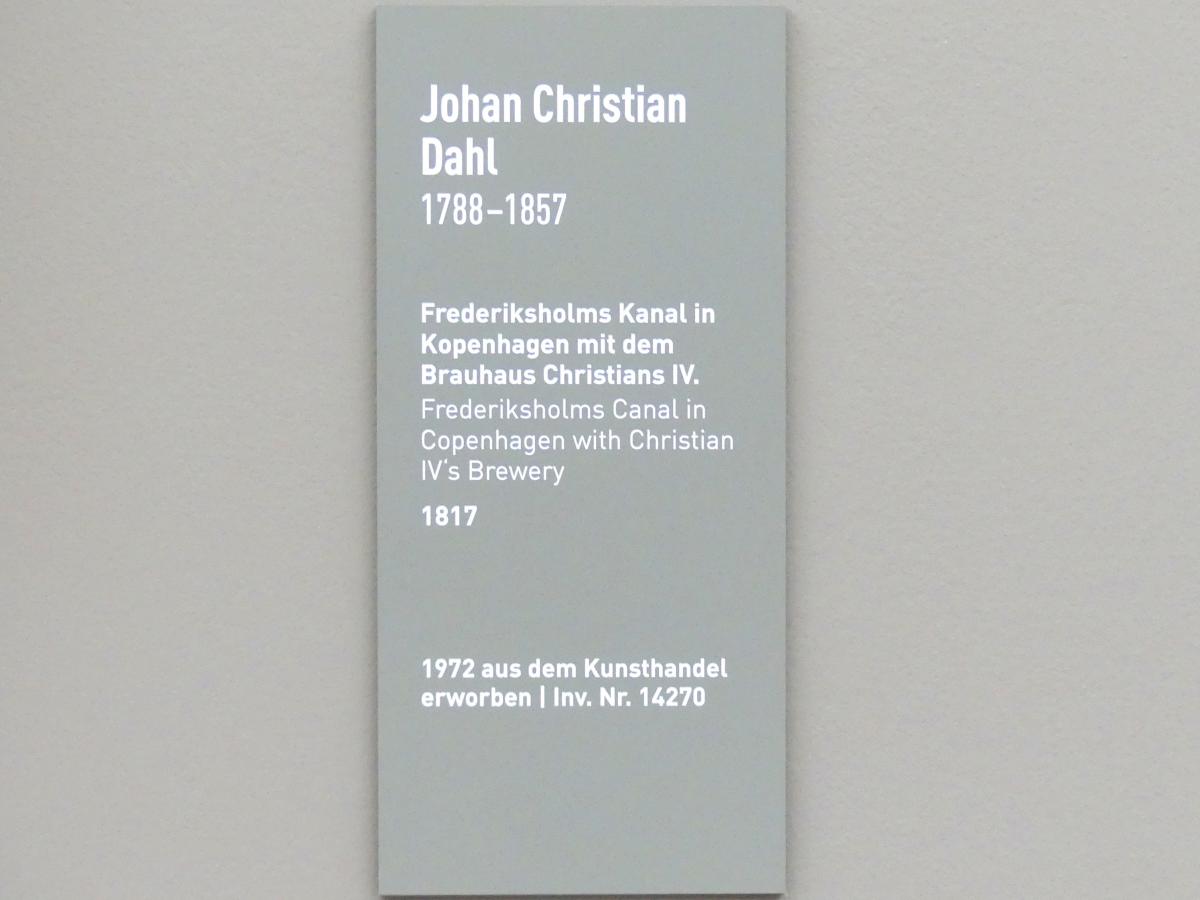 Johan Christian
Dahl
1788–1857
Frederiksholms Kanal in
Kopenhagen mit dem
Brauhaus Christians IV.
Frederiksholms Canal in
Copenhagen with Christian
IV‘s Brewery
1817
1972 aus dem Kunsthandel
erworben | Inv. Nr. 14270